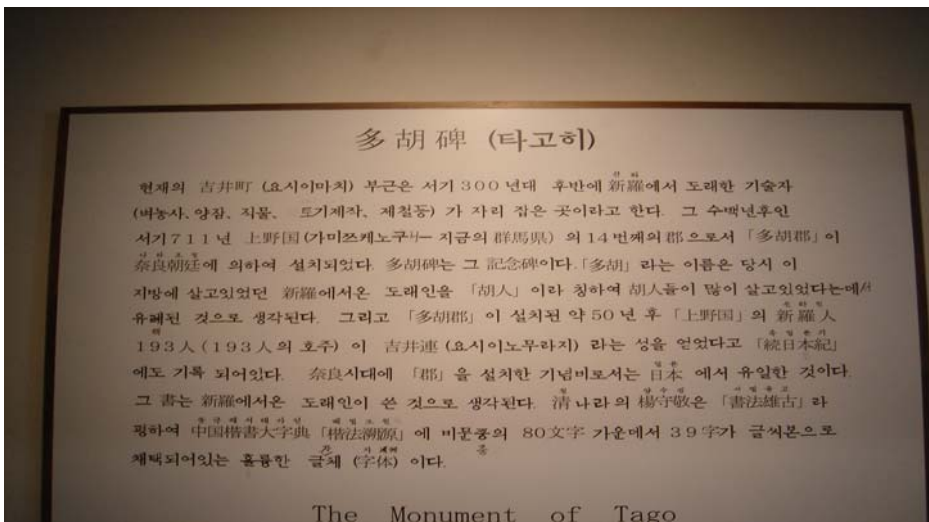 多胡碑 (타고히)
현재의 吉井町 (요시이마치) 부근은 서기 300 년대 후반에 新羅에서 도래한 기술자
(벼농사、양잠、직물、 토기제작、제철등) 가 자리 잡은 곳이라고 한다. 그 수백년후인
서기711년 上野国 (가미쯔케노구니— 지금의 群馬県) 의 14 번째의 郡으로서 「多胡郡」이
奈良朝廷에 의하여 설치되었다. 多胡碑는 그 記念碑이다.「多胡」 라는 이름은 당시 이
지방에 살고있었던 新羅에서온 도래인을 「胡人」 이라 칭하여 胡人들이 많이 살고있었다는데서
유래된 것으로 생각된다. 그리고 「多胡郡」이 설치된 약 50 년 후 「上野国」의 新羅人
193人 (193人의 호주) 이 吉井連 (요시이노무라지) 라는 성을 얻었다고 「続日本紀」
에도 기록 되어있다. 奈良시대에 「郡」을 설치한 기념비로서는 日本 에서 유일한 것이다.
그 書는 新羅에서온 도래인이 쓴 것으로 생각된다. 清나라의 楊守敬은 「書法雄古」라
평하여 中国楷書大字典 「楷法溯源」에 비문중의 80文字 가운데서 39字가 글씨본으로
채택되어있는 훌륭한 글체 (字体) 이다.
The Monument of Tago